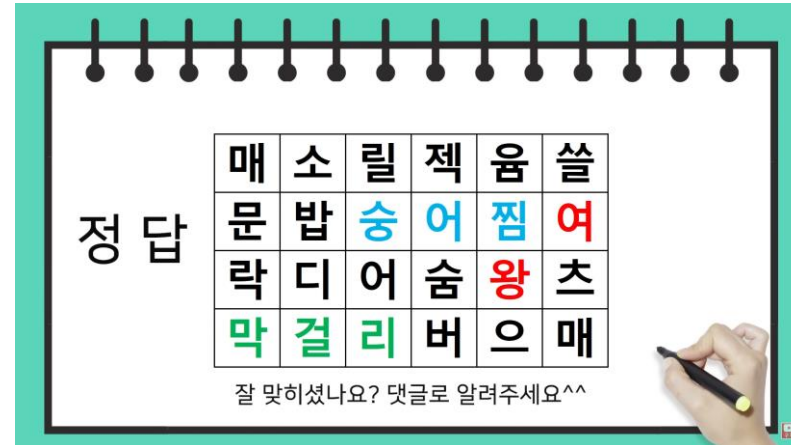 정 답
매 소 릴 젝 윰 쓸
문 밥 숭 어 찜 여
락 디 어 숨 왕 츠
막 걸 리 버 으 매
잘 맞히셨나요? 댓글로 알려주세요^^